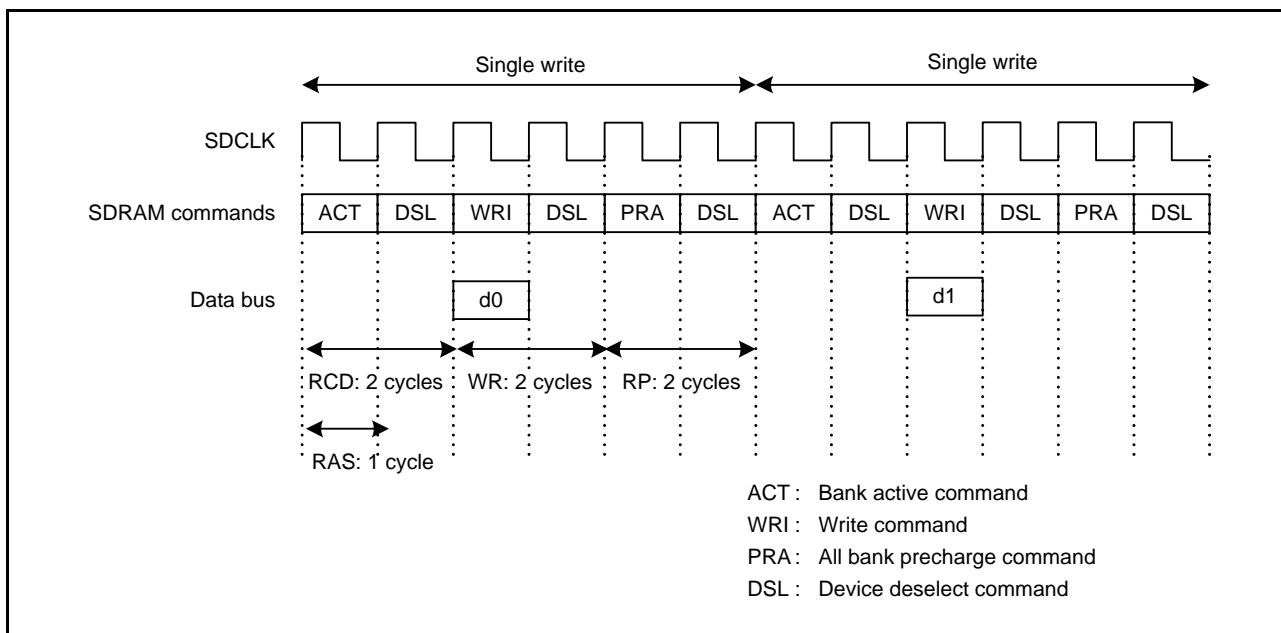 Single write Single write
SDCLK
SDRAM commands ACT DSL WRI DSL PRA DSL ACT DSL WRI DSL PRA DSL
Data bus d0 d1
RCD: 2 cycles WR: 2 cycles RP: 2 cycles
RAS: 1 cycle
ACT : Bank active command
WRI : Write command
PRA : All bank precharge command
DSL : Device deselect command